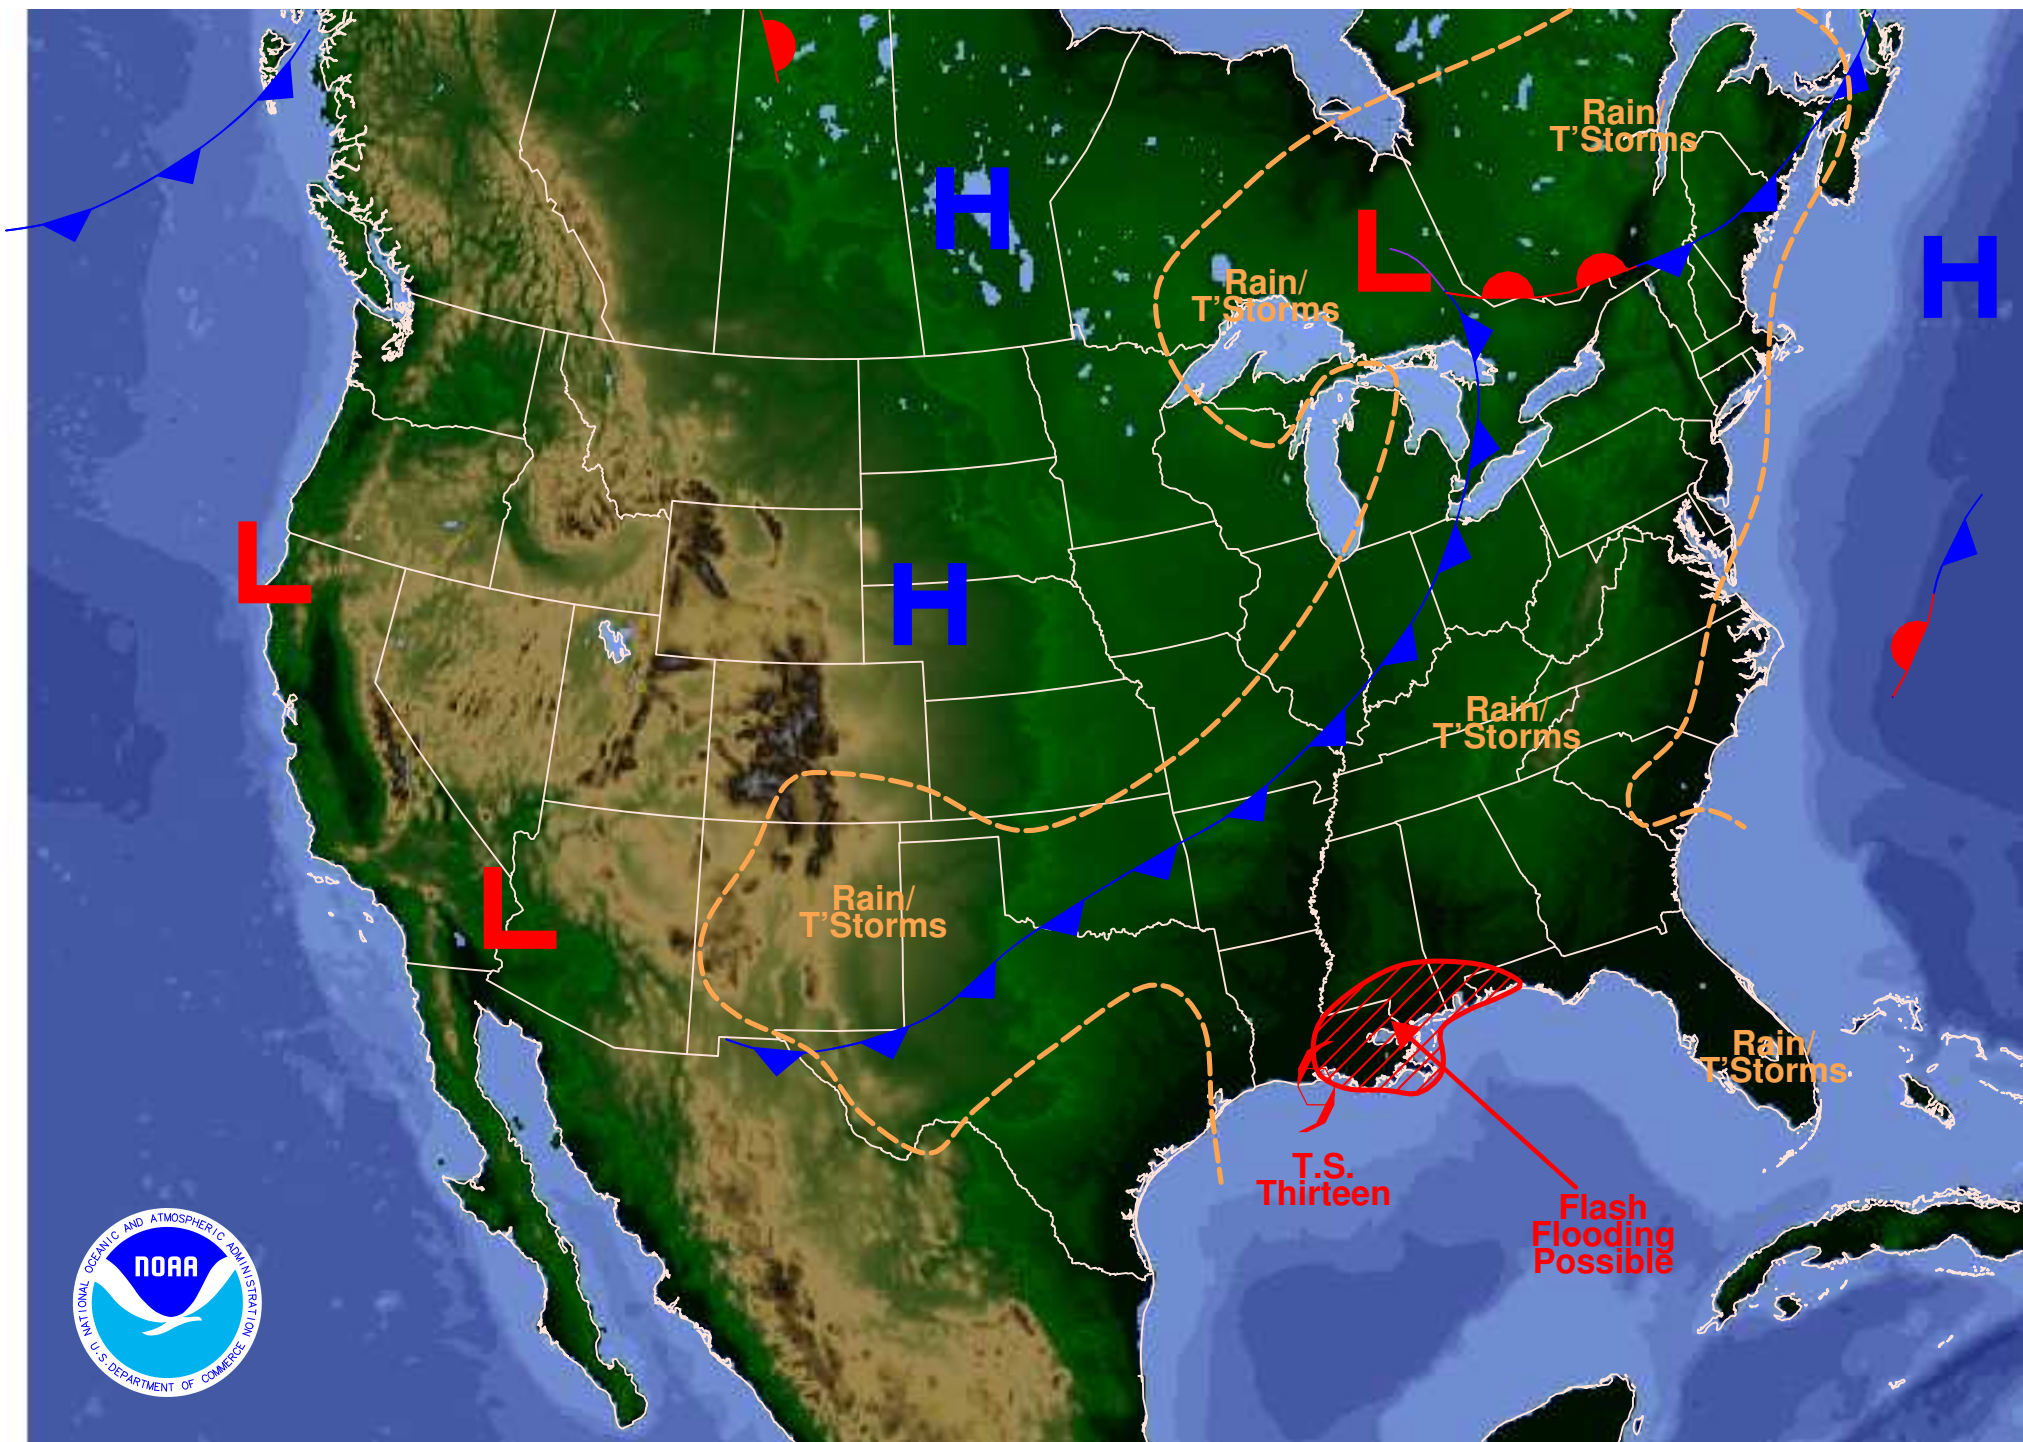 Rain/
T'Storms
H
L
H
Rain/
T'Storms
L
H
Rain/
T'Storms
L
Rain/
T'Storms
Rain/
T'Storms
T.S.
Thirteen
Flash
Flooding
Possible
NATIONAL OCEANIC AND ATMOSPHERIC ADMINISTRATION
NOAA
U.S. DEPARTMENT OF COMMERCE